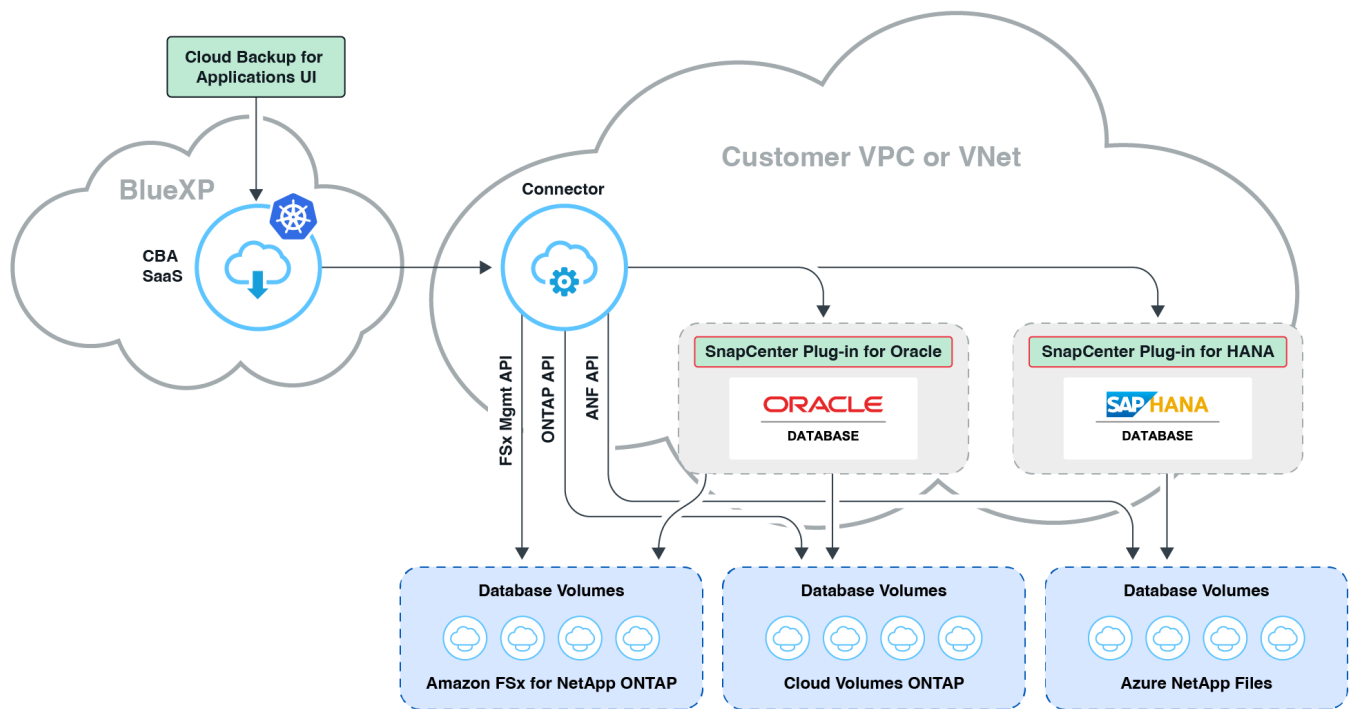 Cloud Backup for
Applications UI
BlueXP
Customer VPC or VNet
Connector
CBA
SaaS
SnapCenter Plug-in for Oracle
SnapCenter Plug-in for HANA
FSx Mgmt API
ONTAP API
ANF API
ORACLE
DATABASE
SAP HANA
DATABASE
Database Volumes
Amazon FSx for NetApp ONTAP
Database Volumes
Cloud Volumes ONTAP
Database Volumes
Azure NetApp Files